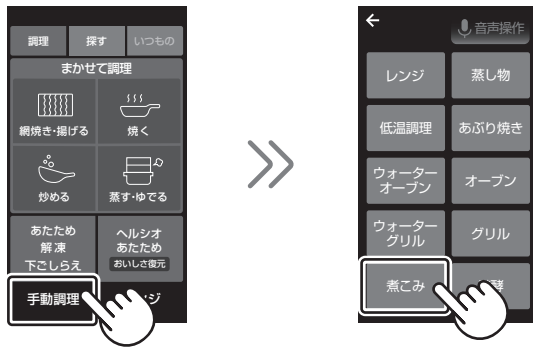 調理
探す
いつもの
まかせて調理
網焼き・揚げる
焼く
炒める
蒸す・ゆでる
あたため
解凍
下ごしらえ
ヘルシオ
あたため
おいしさ復元
手動調理
ジ
音声操作
レンジ
蒸し物
低温調理
あぶり焼き
ウォーター
オーブン
オーブン
ウォーター
グリル
グリル
煮こみ
酵